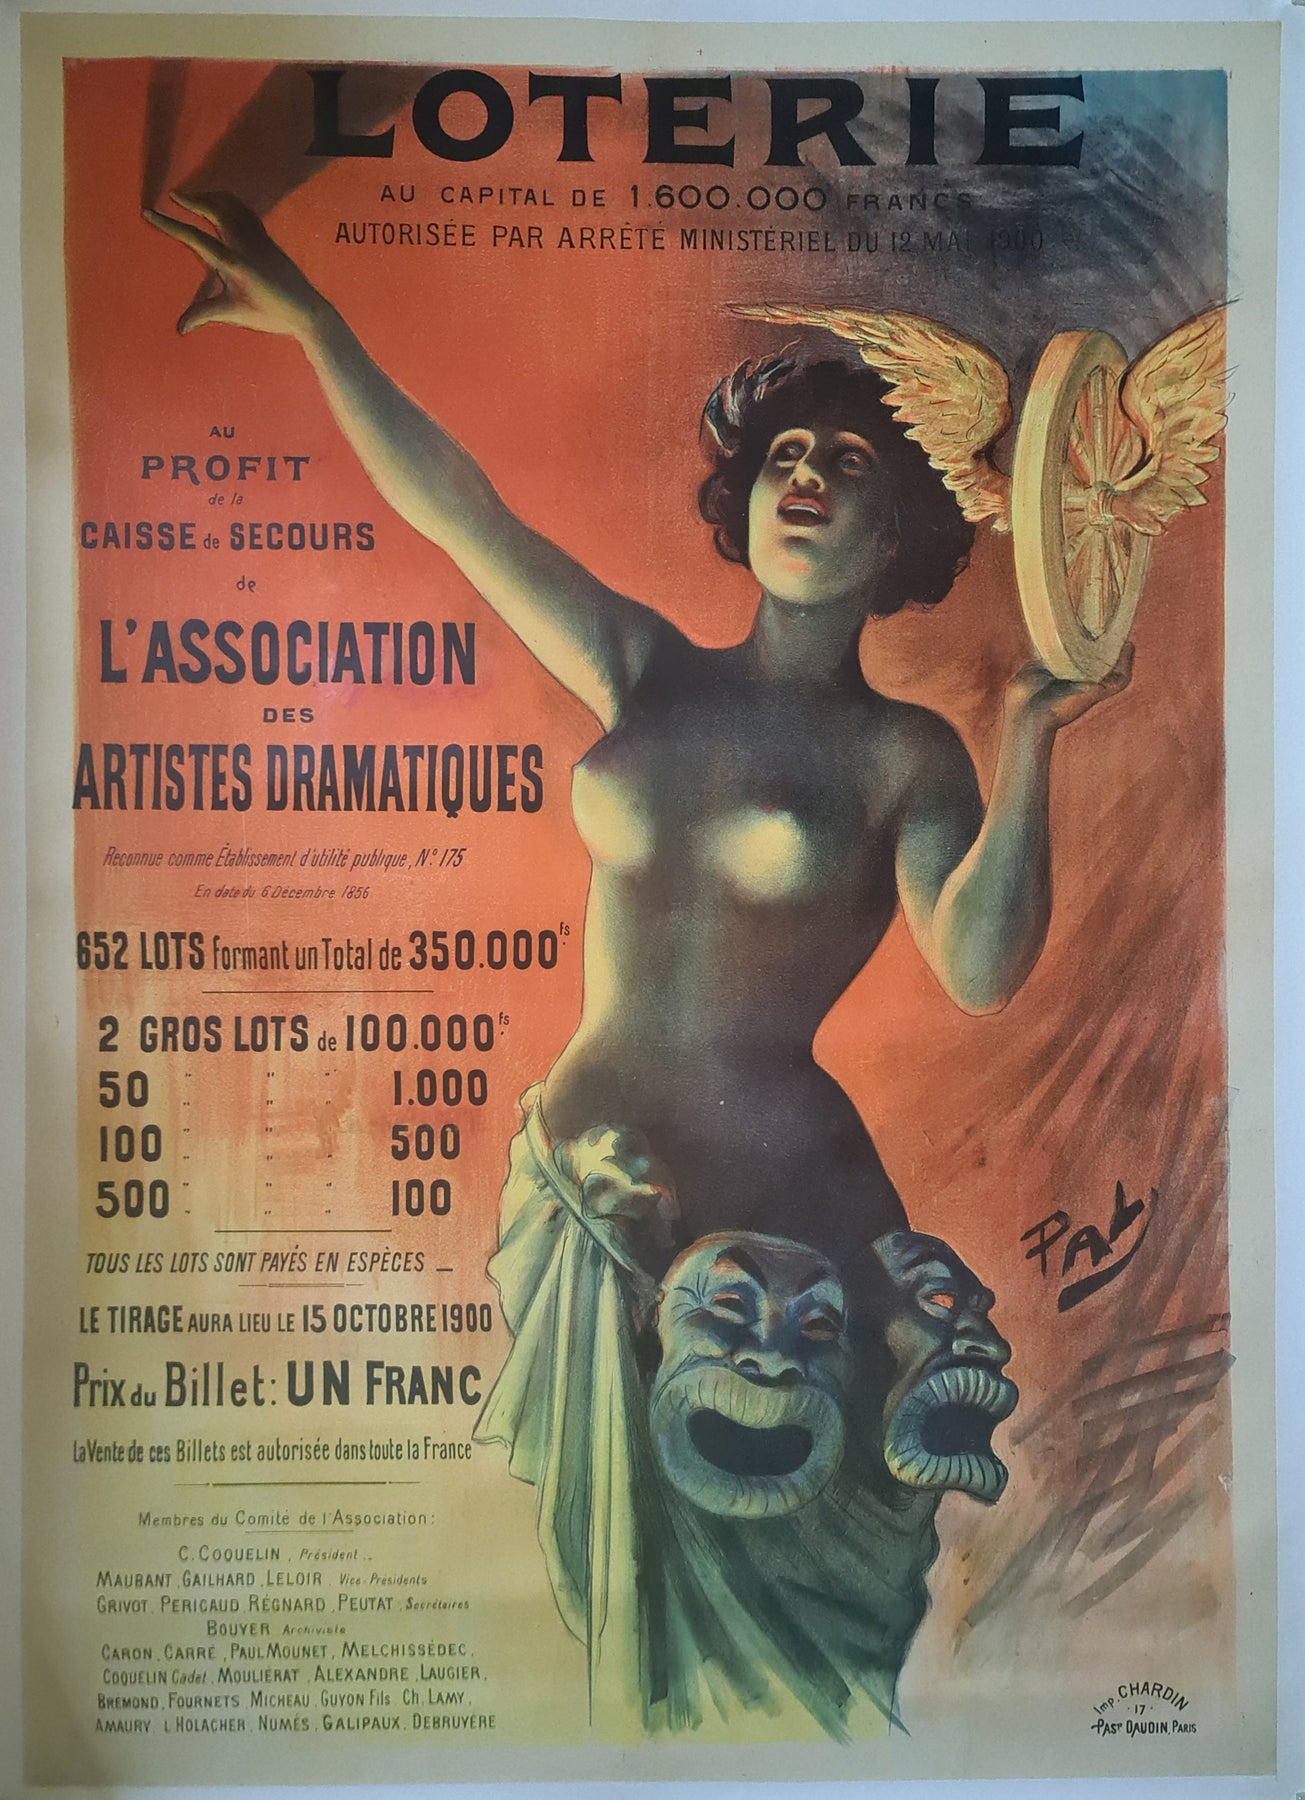 LOTERIE
AU CAPITAL DE 1.600.000 FRANCS
AUTORISÉE PAR ARRÊTÉ MINISTÉRIEL DU 12 MAI 1900
AU
PROFIT
de la
CAISSE de SECOURS
de
L'ASSOCIATION
DES
ARTISTES DRAMATIQUES
Reconnue comme Établissement d'utilité publique, N.º 175
En date du 6 Décembre 1856
652 LOTS formant un Total de 350.000 fs
2 GROS LOTS de 100.000 fs
50 " " " 1.000
100 " " " 500
500 " " " 100
TOUS LES LOTS SONT PAYÉS EN ESPÈCES _
LE TIRAGE AURA LIEU LE 15 OCTOBRE 1900
Prix du Billet: UN FRANC
la Vente de ces Billets est autorisée dans toute la France
Membres du Comité de l'Association:
C. COQUELIN, Président..
MAUBANT, GAILHARD, LELOIR, Vice-Présidents
GRIVOT, PERICAUD, RÉGNARD, PEUTAT, Secrétaires
BOUYER Archiviste
CARON, CARRÉ, PAUL MOUNET, MELCHISSÉDEC,
COQUELIN Cadet, MOULIÉRAT, ALEXANDRE, LAUGIER,
BREMOND, FOURNETS, MICHEAU, GUYON Fils, CH. LAMY,
AMAURY, L HOLACHER, NUMÉS, GALIPAUX, DEBRUYÈRE
PAL
Imp. CHARDIN
17
PASr DAUDIN, PARIS